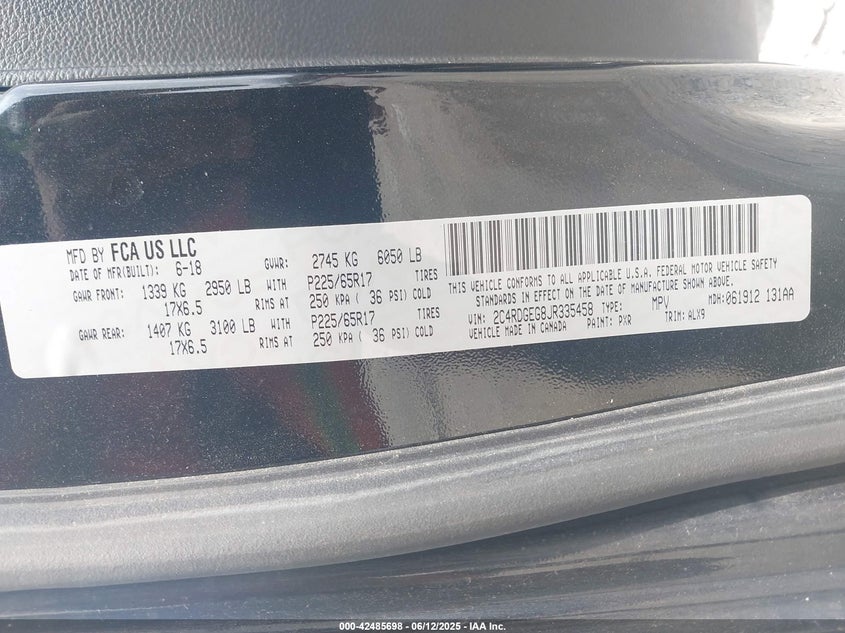 MFD BY FCA US LLC
DATE OF MFR(BUILT): 6-18 GVWR: 2745 KG 6050 LB
GAWR FRONT: 1339 KG 2950 LB WITH P225/65R17 TIRES
17X6.5 RIMS AT 250 KPA ( 36 PSI) COLD
GAWR REAR: 1407 KG 3100 LB WITH P225/65R17 TIRES
17X6.5 RIMS AT 250 KPA ( 36 PSI) COLD
THIS VEHICLE CONFORMS TO ALL APPLICABLE U.S.A. FEDERAL MOTOR VEHICLE SAFETY
STANDARDS IN EFFECT ON THE DATE OF MANUFACTURE SHOWN ABOVE.
VIN: 2C4RDGEG8JR335458 TYPE: MPV MDH: 061912 131AA
VEHICLE MADE IN CANADA PAINT: PXR TRIM: ALX9
000-42485698 | 06/12/2025 | IAA Inc.